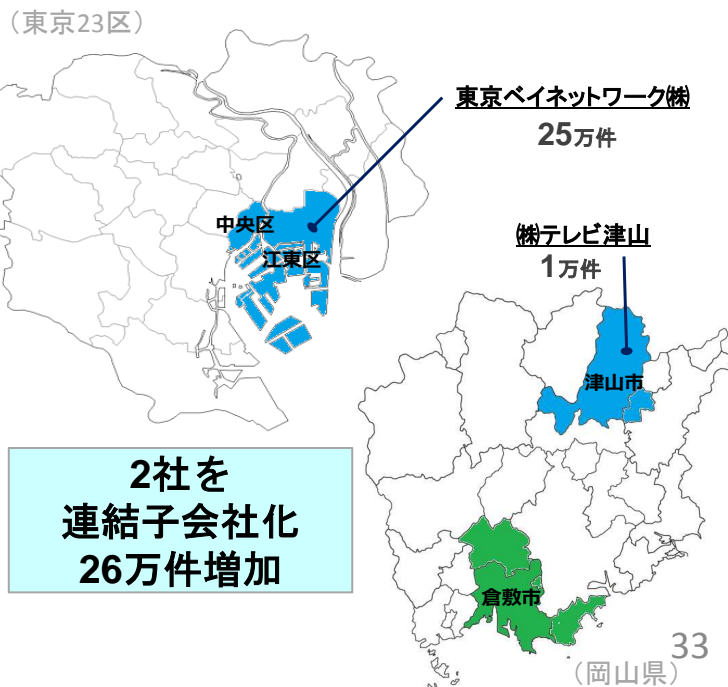 （東京23区）
東京ベイネットワーク㈱
25万件
中央区
江東区
㈱テレビ津山
1万件
津山市
2社を
連結子会社化
26万件増加
倉敷市
33
（岡山県）